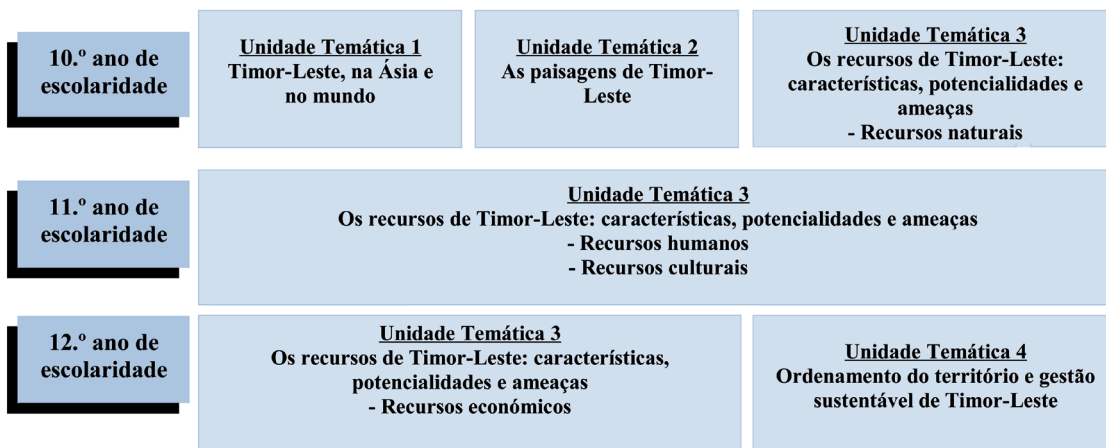 10.º ano de
escolaridade
Unidade Temática 1
Timor-Leste, na Ásia e
no mundo
Unidade Temática 2
As paisagens de Timor-
Leste
Unidade Temática 3
Os recursos de Timor-Leste:
características, potencialidades e
ameaças
- Recursos naturais
11.º ano de
escolaridade
Unidade Temática 3
Os recursos de Timor-Leste: características, potencialidades e ameaças
- Recursos humanos
- Recursos culturais
12.º ano de
escolaridade
Unidade Temática 3
Os recursos de Timor-Leste: características,
potencialidades e ameaças
- Recursos económicos
Unidade Temática 4
Ordenamento do território e gestão
sustentável de Timor-Leste